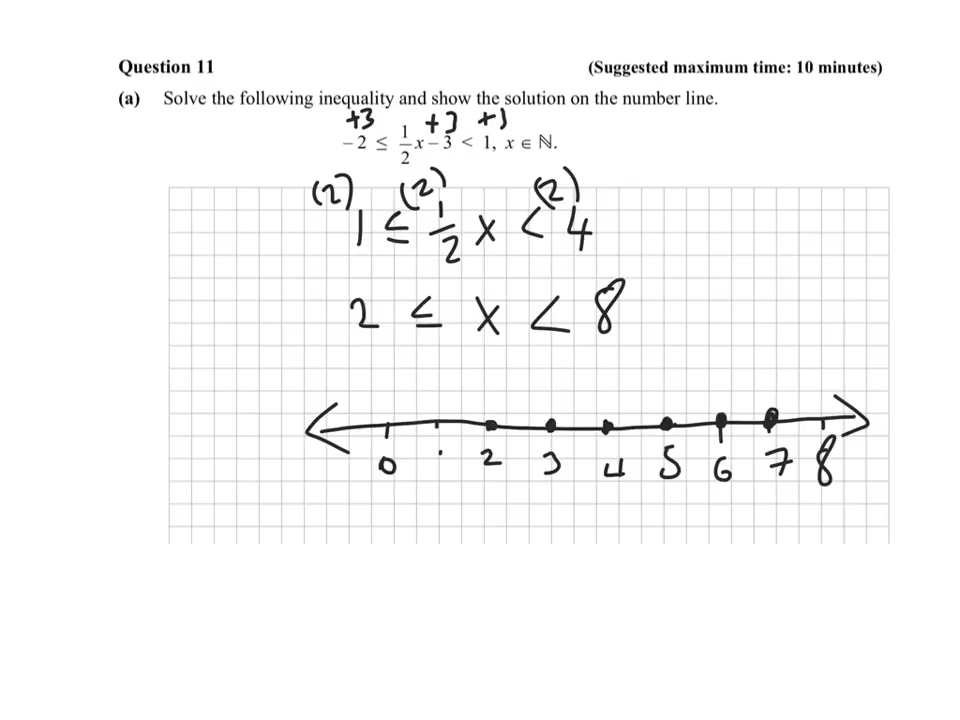 Question 11 (Suggested maximum time: 10 minutes)
(a) Solve the following inequality and show the solution on the number line.
+3 +3 +3
−2 ≤ 1/2 x − 3 < 1, x ∈ ℕ.
(2) (2) (2)
1 ≤ 1/2 x < 4
2 ≤ x < 8
0 · 2 3 4 5 6 7 8